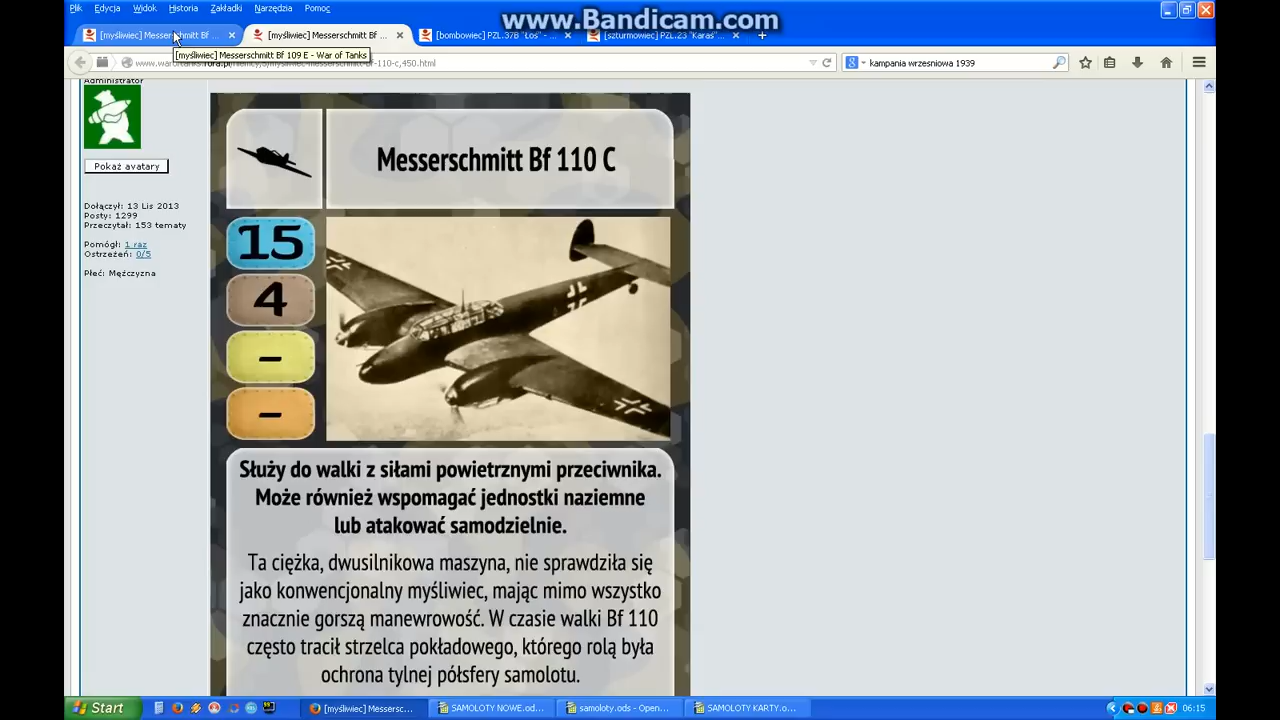 www.Bandicam.com
Plik Edycja Widok Historia Zakładki Narzędzia Pomoc
[myśliwiec] Messerschmitt Bf ... [myśliwiec] Messerschmitt Bf ... [bombowiec] PZL.37B "Łoś" - ... [szturmowiec] PZL.23 "Karaś"...
[myśliwiec] Messerschmitt Bf 109 E - War of Tanks
kampania wrzesniowa 1939
Administrator
Messerschmitt Bf 110 C
Pokaż avatary
Dołączył: 13 Lis 2013
Posty: 1299
Przeczytał: 153 tematy
Pomógł: 1 raz
Ostrzeżeń: 0/5
Płeć: Mężczyzna
15
4
-
-
Służy do walki z siłami powietrznymi przeciwnika.
Może również wspomagać jednostki naziemne
lub atakować samodzielnie.
Ta ciężka, dwusilnikowa maszyna, nie sprawdziła się
jako konwencjonalny myśliwiec, mając mimo wszystko
znacznie gorszą manewrowość. W czasie walki Bf 110
często tracił strzelca pokładowego, którego rolą była
ochrona tylnej półsfery samolotu.
Start [myśliwiec] Messersc... SAMOLOTY NOWE.od... samoloty.ods - Open... SAMOLOTY KARTY.o... 06:15